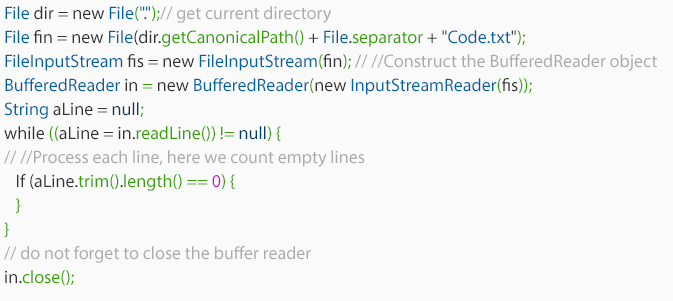 File dir = new File(".");// get current directory
File fin = new File(dir.getCanonicalPath() + File.separator + "Code.txt");
FileInputStream fis = new FileInputStream(fin); // //Construct the BufferedReader object
BufferedReader in = new BufferedReader(new InputStreamReader(fis));
String aLine = null;
while ((aLine = in.readLine()) != null) {
// //Process each line, here we count empty lines
If (aLine.trim().length() == 0) {
}
}
// do not forget to close the buffer reader
in.close();